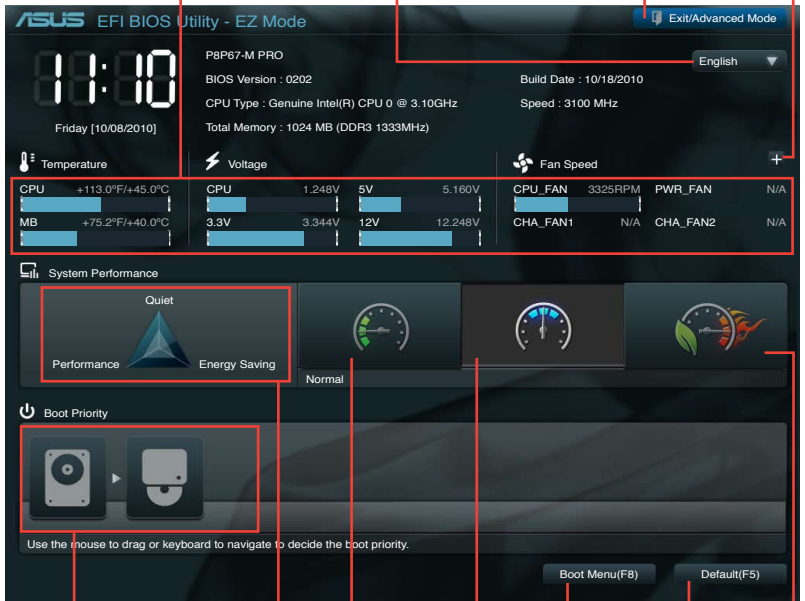 ASUS EFI BIOS Utility - EZ Mode
Exit/Advanced Mode
11:10
Friday [10/08/2010]
P8P67-M PRO
BIOS Version : 0202
CPU Type : Genuine Intel(R) CPU 0 @ 3.10GHz
Total Memory : 1024 MB (DDR3 1333MHz)
English
Build Date : 10/18/2010
Speed : 3100 MHz
Temperature
Voltage
Fan Speed
CPU +113.0ºF/+45.0ºC
CPU 1.248V 5V 5.160V
CPU_FAN 3325RPM PWR_FAN N/A
MB +75.2ºF/+40.0ºC
3.3V 3.344V 12V 12.248V
CHA_FAN1 N/A CHA_FAN2 N/A
System Performance
Quiet
Performance
Energy Saving
Normal
Boot Priority
Use the mouse to drag or keyboard to navigate to decide the boot priority.
Boot Menu(F8)
Default(F5)